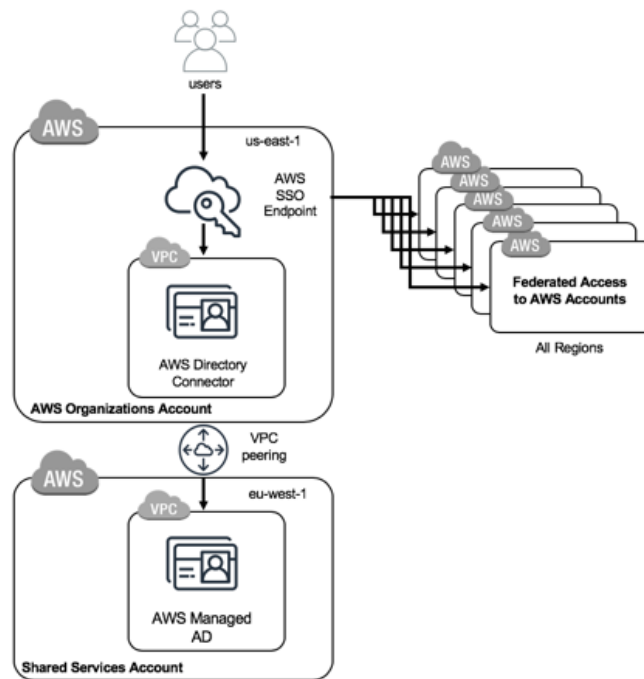 users
AWS
us-east-1
AWS
SSO
Endpoint
VPC
AWS Directory
Connector
AWS Organizations Account
AWS
AWS
AWS
AWS
AWS
Federated Access
to AWS Accounts
All Regions
VPC
peering
AWS
eu-west-1
VPC
AWS Managed
AD
Shared Services Account